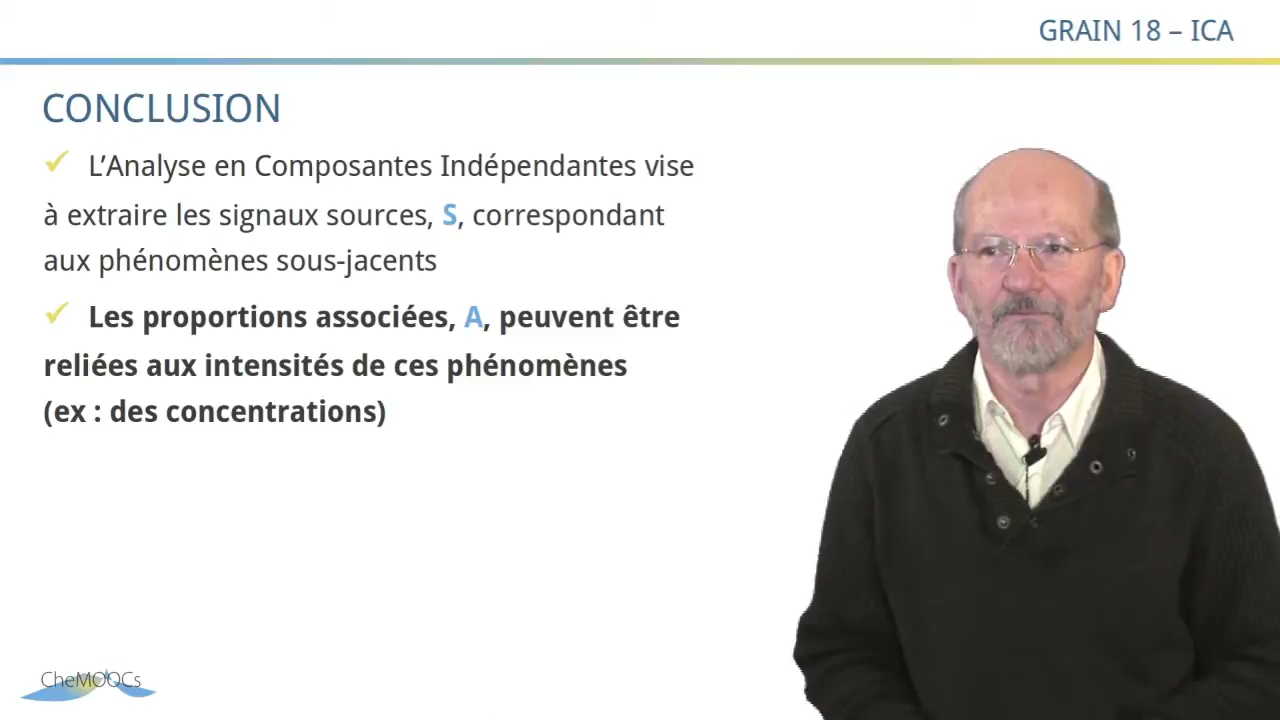 GRAIN 18 – ICA
CONCLUSION
✓ L’Analyse en Composantes Indépendantes vise
à extraire les signaux sources, S, correspondant
aux phénomènes sous-jacents
✓ Les proportions associées, A, peuvent être
reliées aux intensités de ces phénomènes
(ex : des concentrations)
CheMOOCs